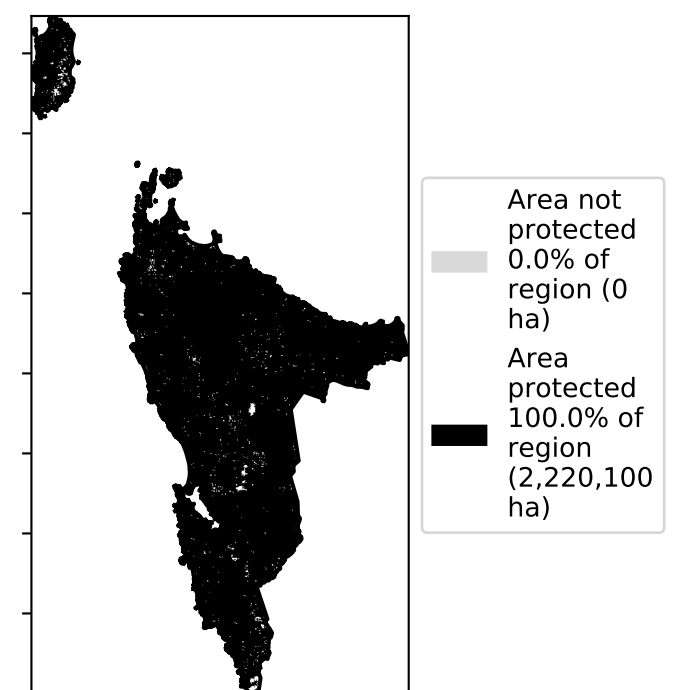 Area not
protected
0.0% of
region (0
ha)
Area
protected
100.0% of
region
(2,220,100
ha)